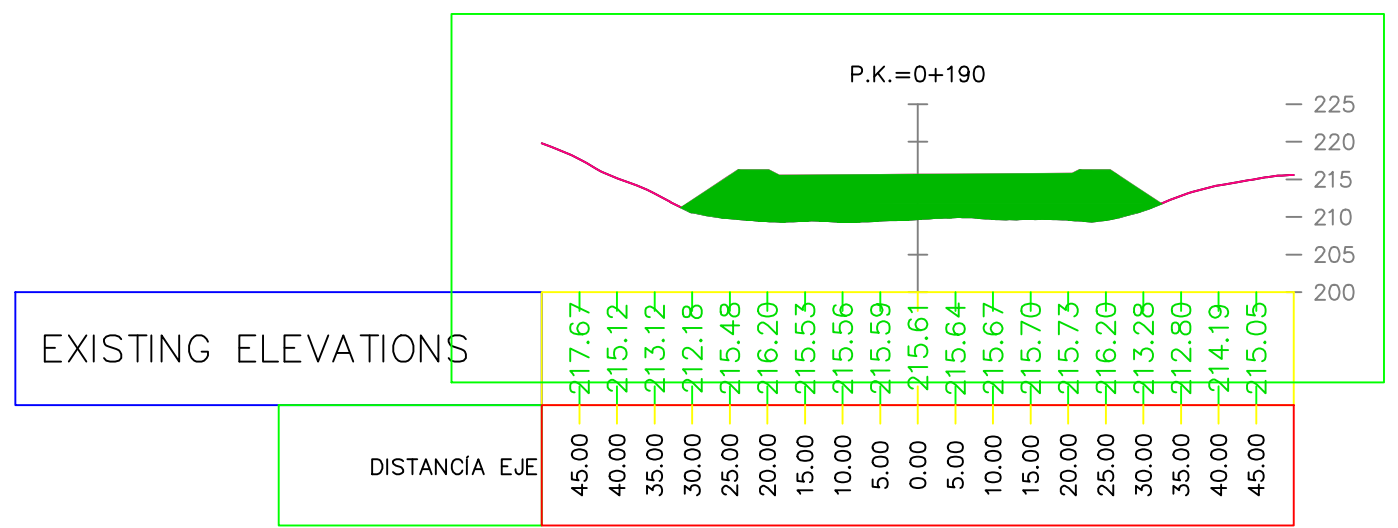 P.K.=0+190
225
220
215
210
205
200
EXISTING ELEVATIONS
217.67 215.12 213.12 212.18 215.48 216.20 215.53 215.56 215.59 215.61 215.64 215.67 215.70 215.73 216.20 213.28 212.80 214.19 215.05
DISTANCÍA EJE
45.00 40.00 35.00 30.00 25.00 20.00 15.00 10.00 5.00 0.00 5.00 10.00 15.00 20.00 25.00 30.00 35.00 40.00 45.00